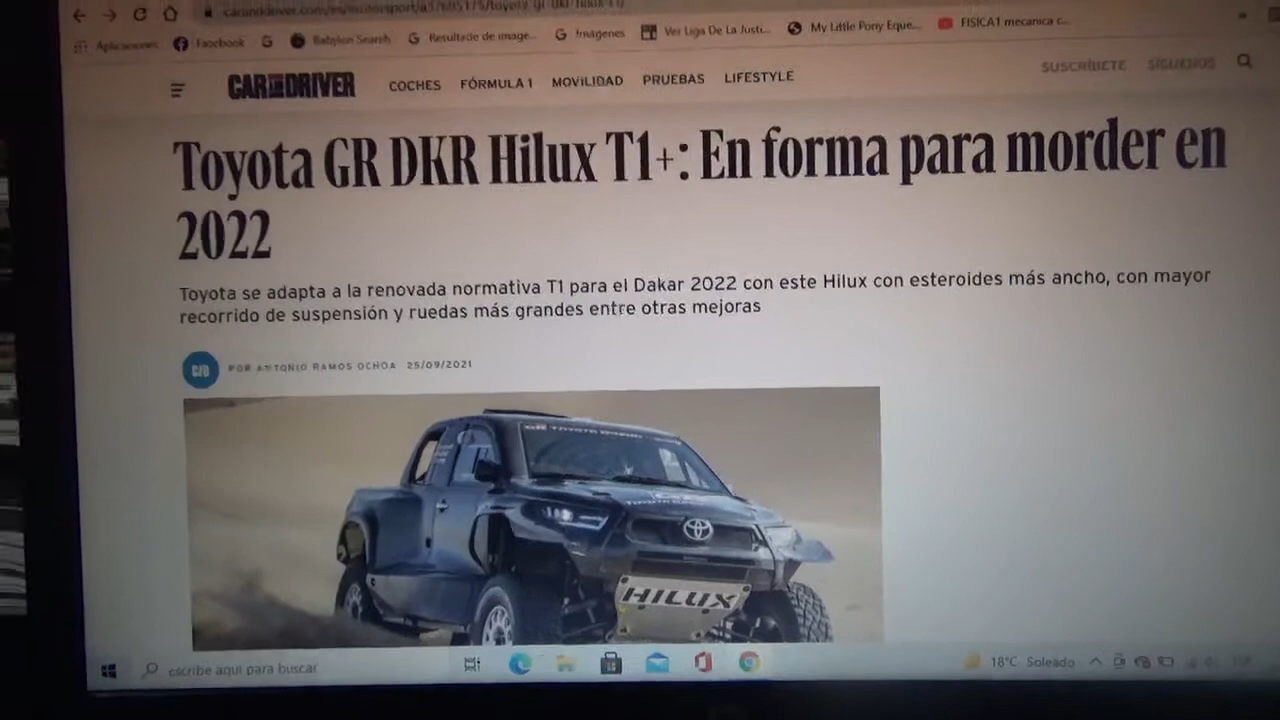 Aplicaciones Facebook Babylon Search Resultado de image... Imágenes Ver Liga De La Justi... My Little Pony Eque... FISICA1 mecanica c...
CAR AND DRIVER COCHES FÓRMULA 1 MOVILIDAD PRUEBAS LIFESTYLE SUSCRÍBETE SÍGUENOS
Toyota GR DKR Hilux T1+: En forma para morder en
2022
Toyota se adapta a la renovada normativa T1 para el Dakar 2022 con este Hilux con esteroides más ancho, con mayor
recorrido de suspensión y ruedas más grandes entre otras mejoras
C/D POR ANTONIO RAMOS OCHOA 25/09/2021
HILUX
escribe aquí para buscar 18°C Soleado